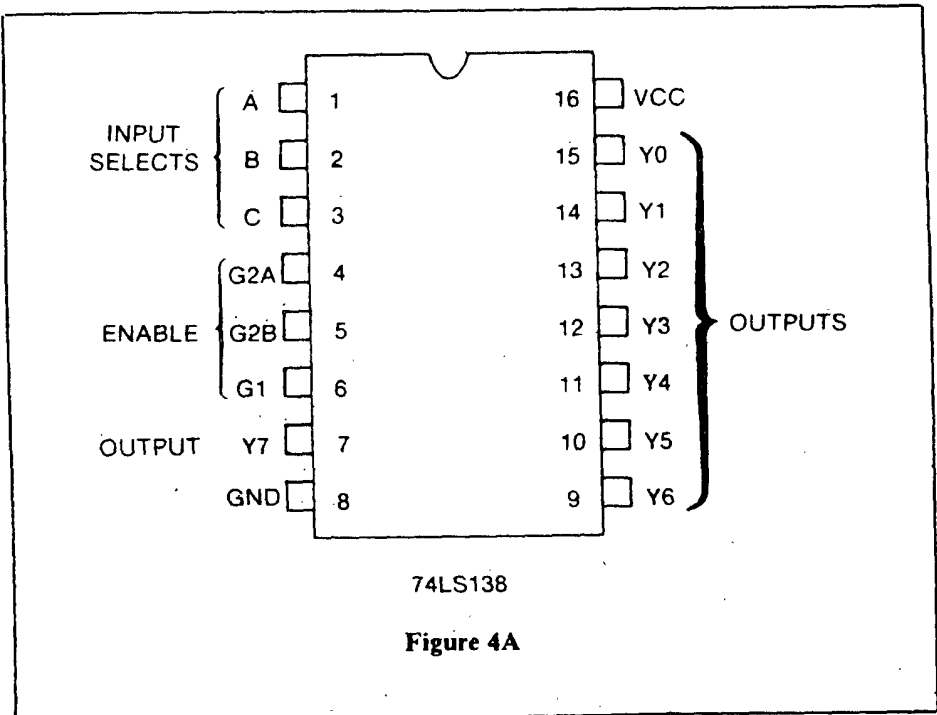 A 1 16 VCC
INPUT
SELECTS
B 2 15 Y0
C 3 14 Y1
G2A 4 13 Y2
ENABLE G2B 5 12 Y3 OUTPUTS
G1 6 11 Y4
OUTPUT Y7 7 10 Y5
GND 8 9 Y6
74LS138
Figure 4A